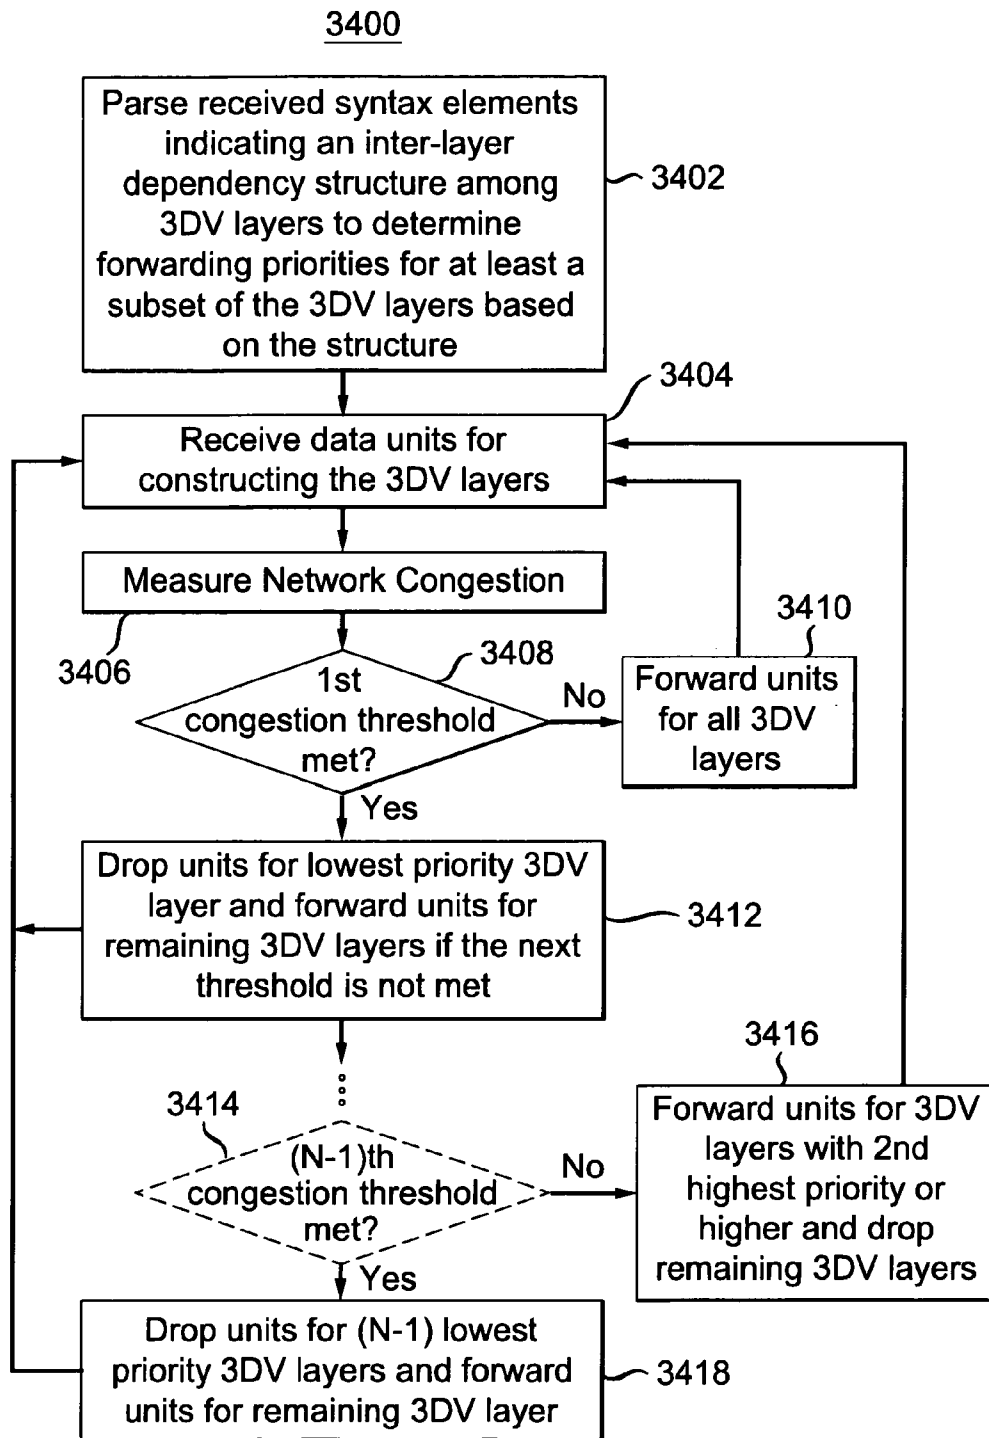 3400
Parse received syntax elements
indicating an inter-layer
dependency structure among
3DV layers to determine
forwarding priorities for at least a
subset of the 3DV layers based
on the structure
3402
3404
Receive data units for
constructing the 3DV layers
Measure Network Congestion
3406
3408
1st
congestion threshold
met?
No
3410
Forward units
for all 3DV
layers
Yes
Drop units for lowest priority 3DV
layer and forward units for
remaining 3DV layers if the next
threshold is not met
3412
3414
(N-1)th
congestion threshold
met?
No
3416
Forward units for 3DV
layers with 2nd
highest priority or
higher and drop
remaining 3DV layers
Yes
Drop units for (N-1) lowest
priority 3DV layers and forward
units for remaining 3DV layer
3418